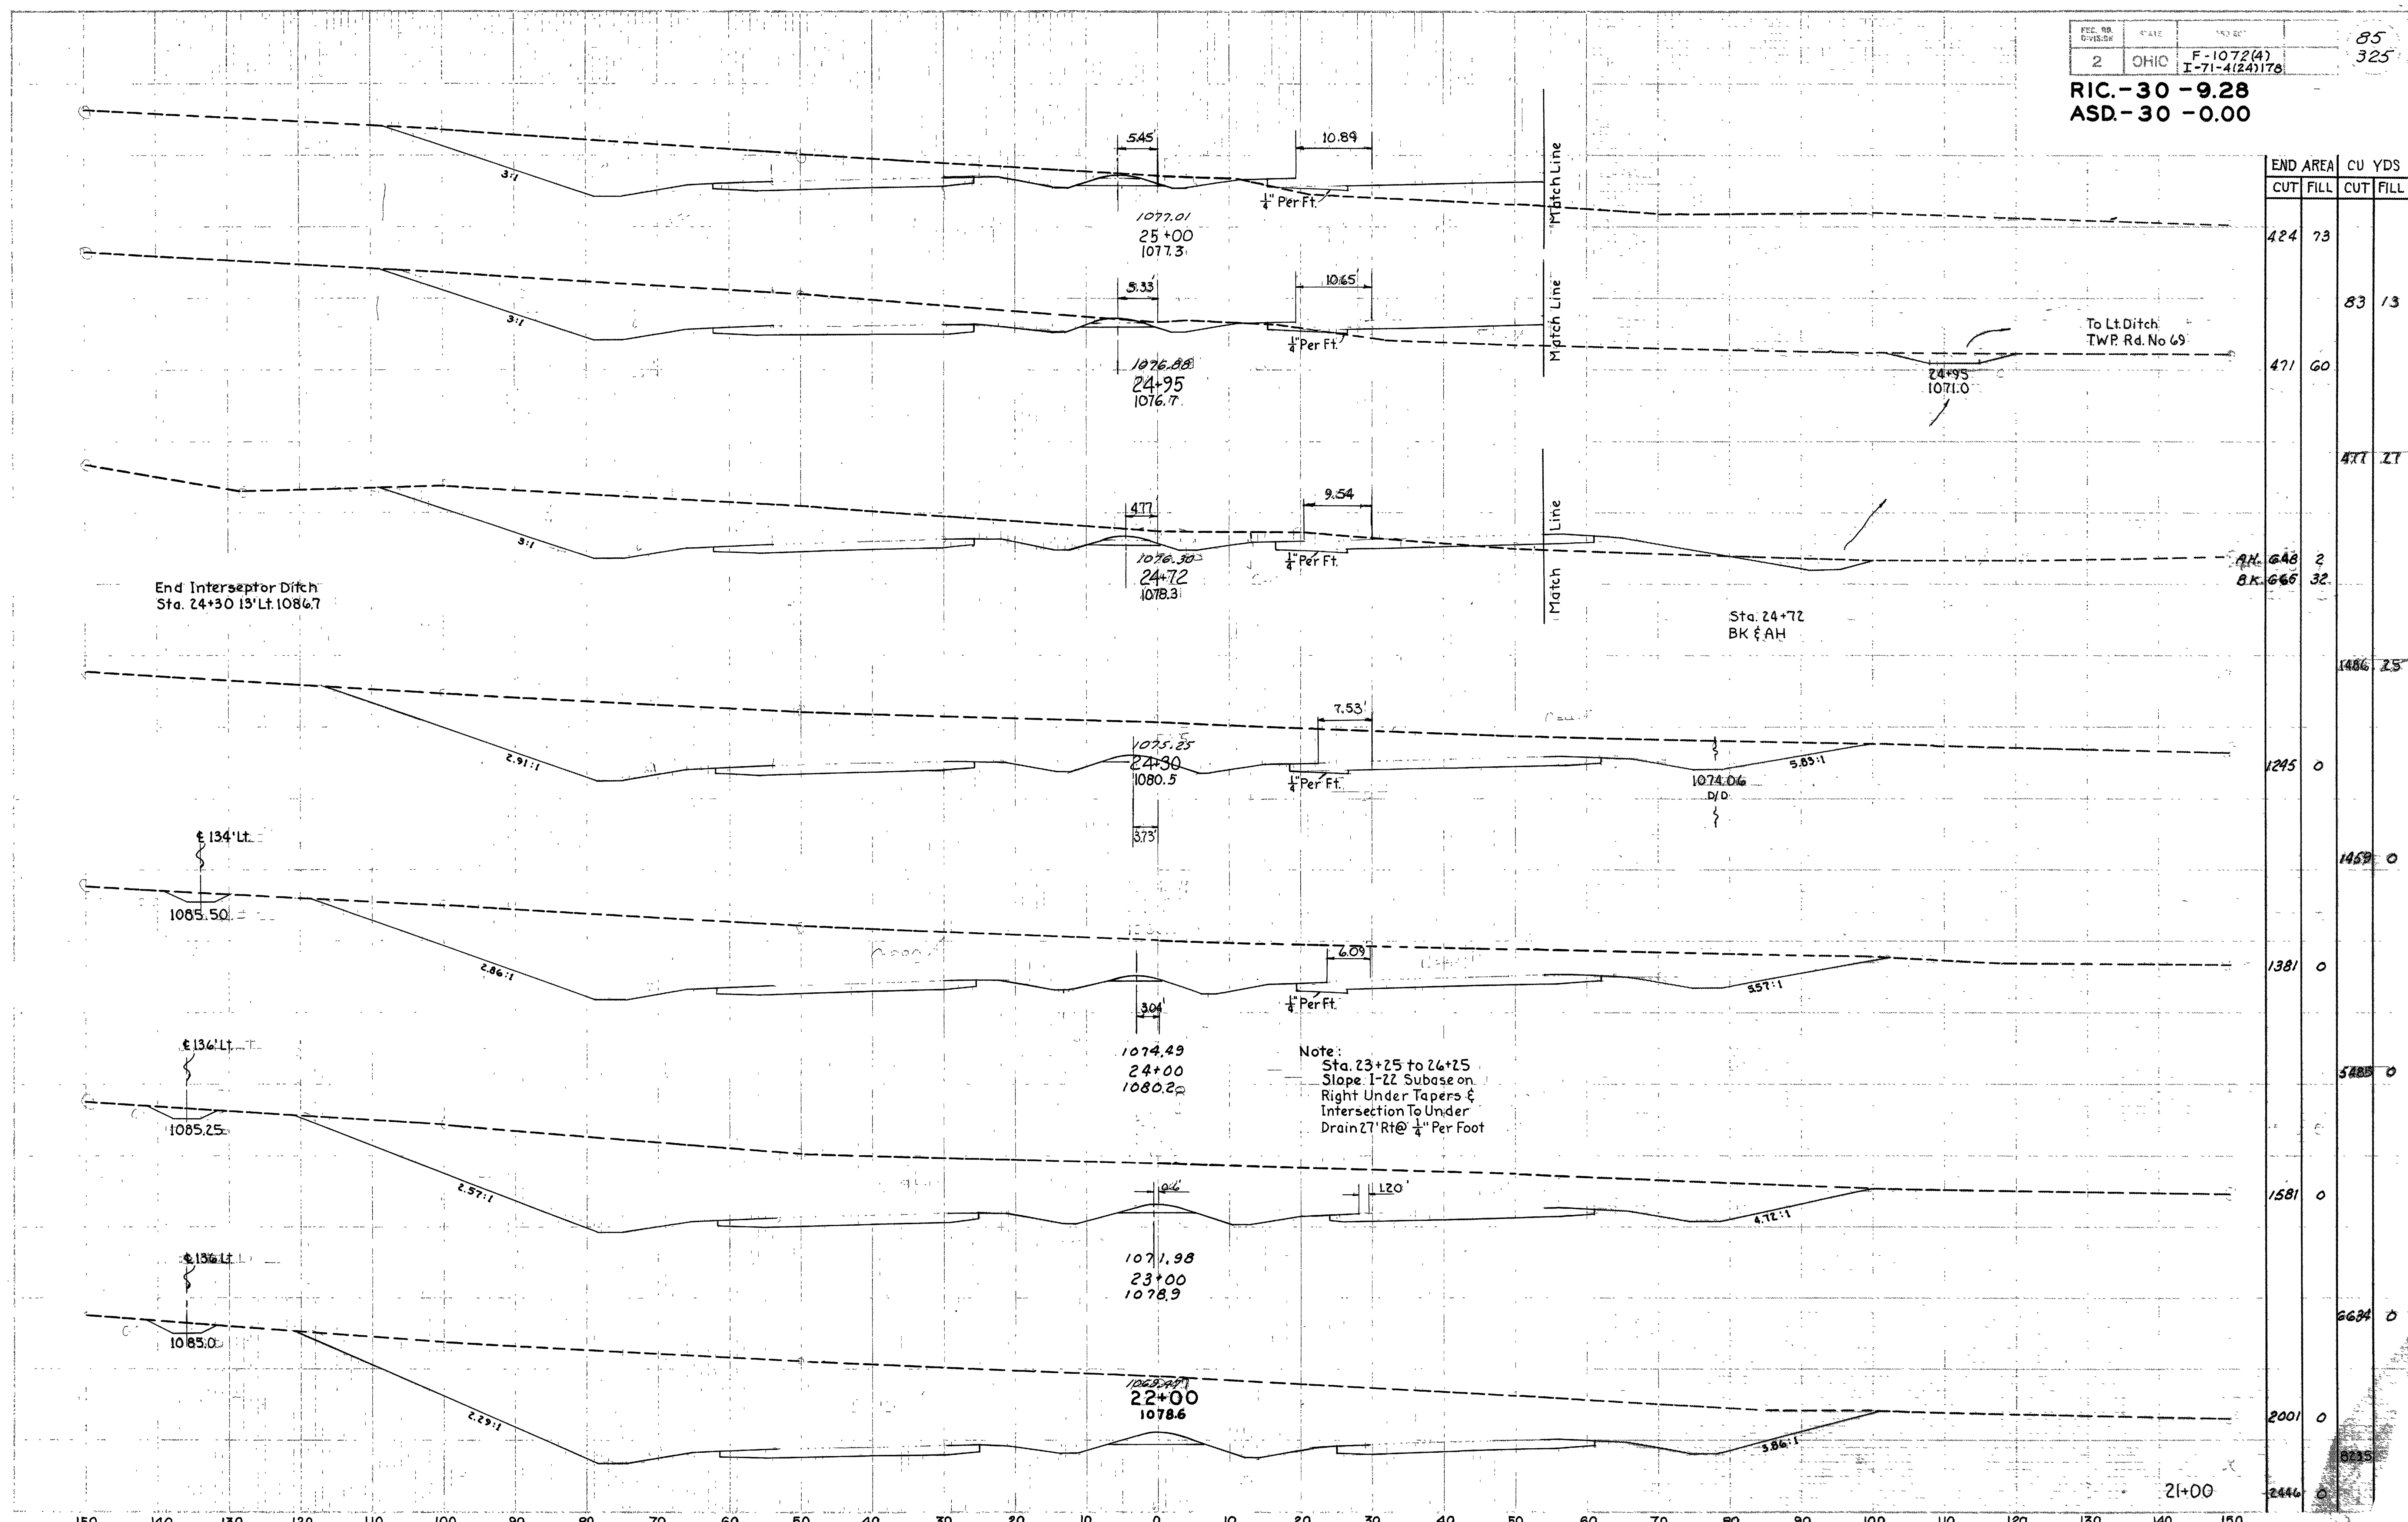 FED. RD. DIVISION STATE PROJECT
2 OHIO F-1072(4)
I-71-4(24)178
85
325
RIC.-30-9.28
ASD.-30-0.00
END AREA CU YDS
CUT FILL CUT FILL
5.45' 10.89
3:1
1/4" Per Ft.
Match Line
1077.01
25+00
1077.3
424 73
83 13
5.33' 10.65'
3:1
1/4" Per Ft.
Match Line
To Lt. Ditch
TWP. Rd. No 69
1076.88
24+95
1076.7
24+95
1071.0
471 60
477 27
4.77' 9.54
3:1
1/4" Per Ft.
Match Line
1076.30
24+72
1078.3
AH. 648 2
BK. 666 32
End Interseptor Ditch
Sta. 24+30 13' Lt. 1086.7
Sta. 24+72
BK & AH
1486 25
7.53'
2.91:1
1075.25
24+30
1080.5
1/4" Per Ft.
1074.06
D/D
5.83:1
1245 0
3.73'
℄ 134' Lt.
1459 0
1085.50
6.09'
2.86:1
1/4" Per Ft.
5.57:1
1381 0
3.04'
1074.49
24+00
1080.2
℄ 136' Lt.
Note:
Sta. 23+25 to 26+25
Slope I-22 Subase on
Right Under Tapers &
Intersection To Under
Drain 27' Rt @ 1/4" Per Foot
5485 0
1085.25
2.57:1
0.6' 1.20'
4.72:1
1581 0
1071.98
23+00
1078.9
℄ 136 Lt
6634 0
1085.0
2.29:1
22+00
1078.6
3.86:1
2001 0
8235
21+00
2446 0
150 140 130 120 110 100 90 80 70 60 50 40 30 20 10 0 10 20 30 40 50 60 70 80 90 100 110 120 130 140 150